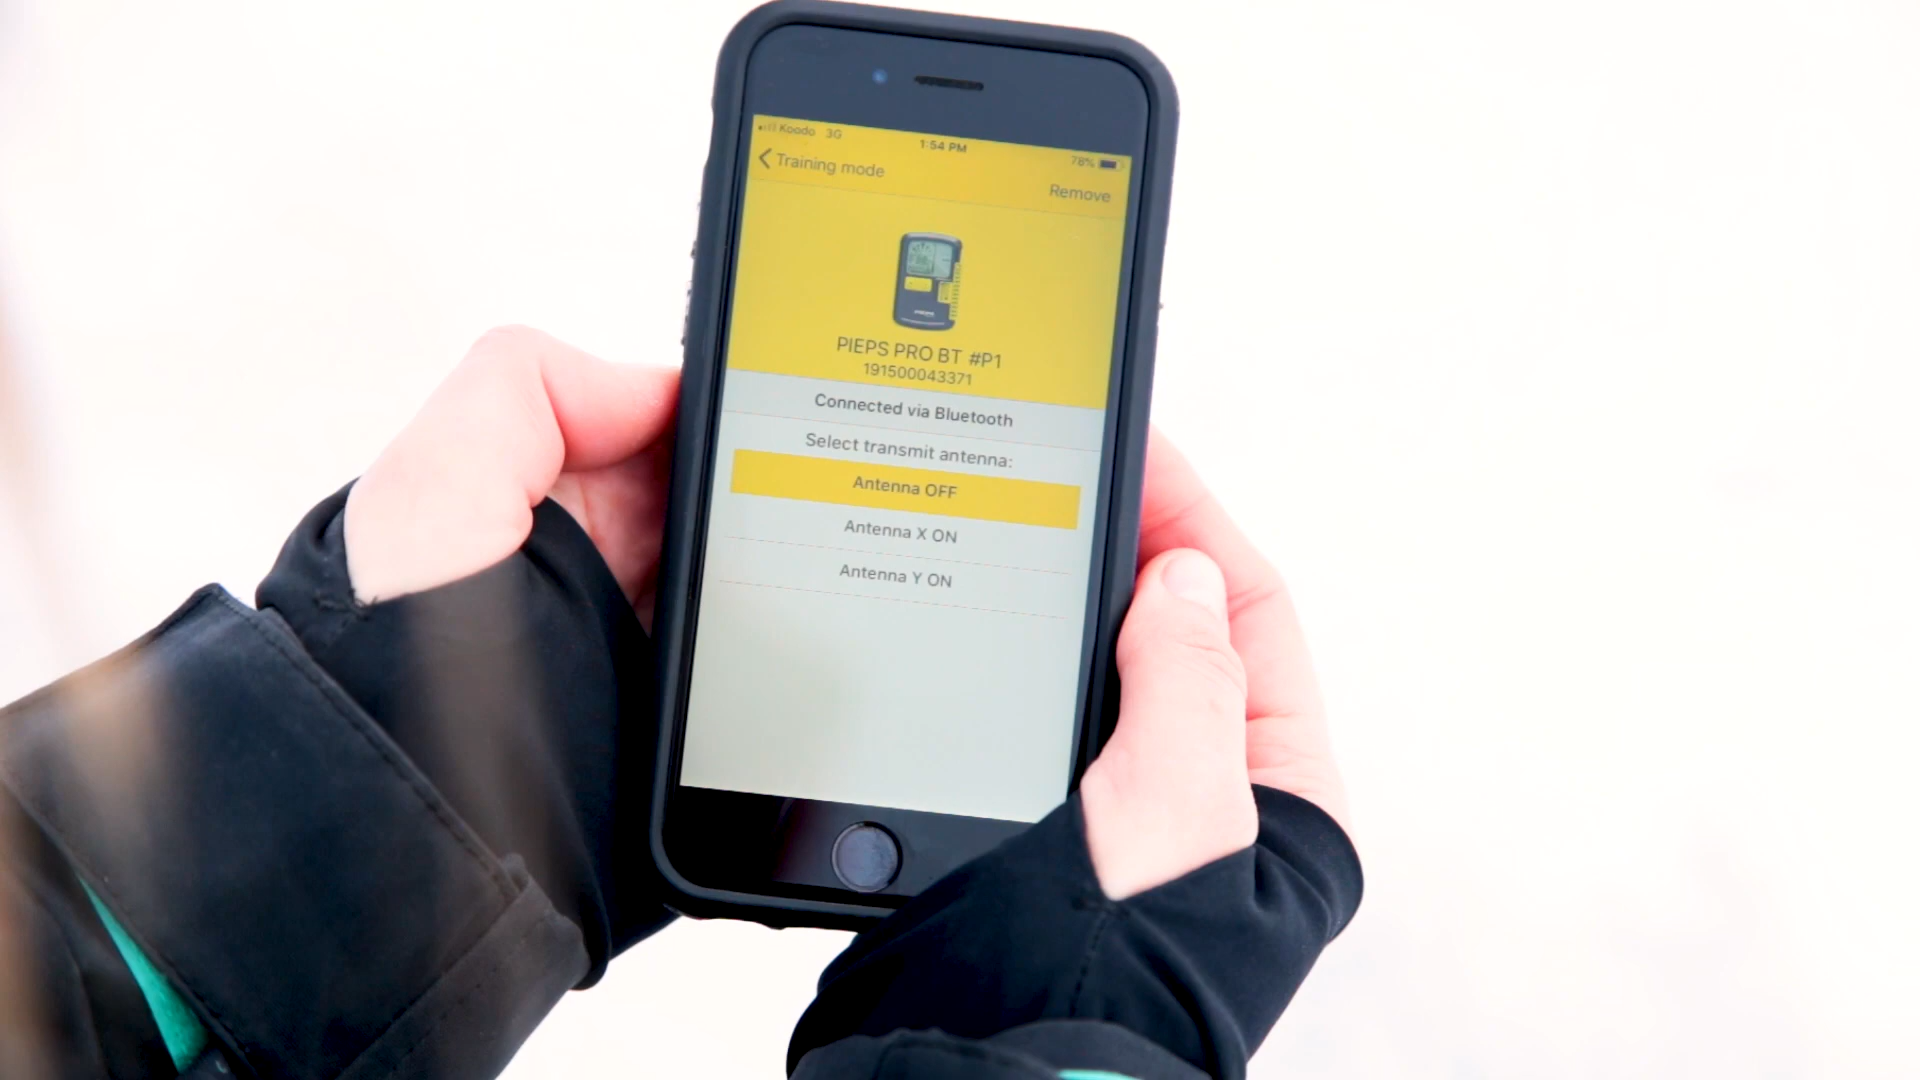 Koodo 3G 1:54 PM 78%
Training mode
Remove
PIEPS PRO BT #P1
191500043371
Connected via Bluetooth
Select transmit antenna:
Antenna OFF
Antenna X ON
Antenna Y ON